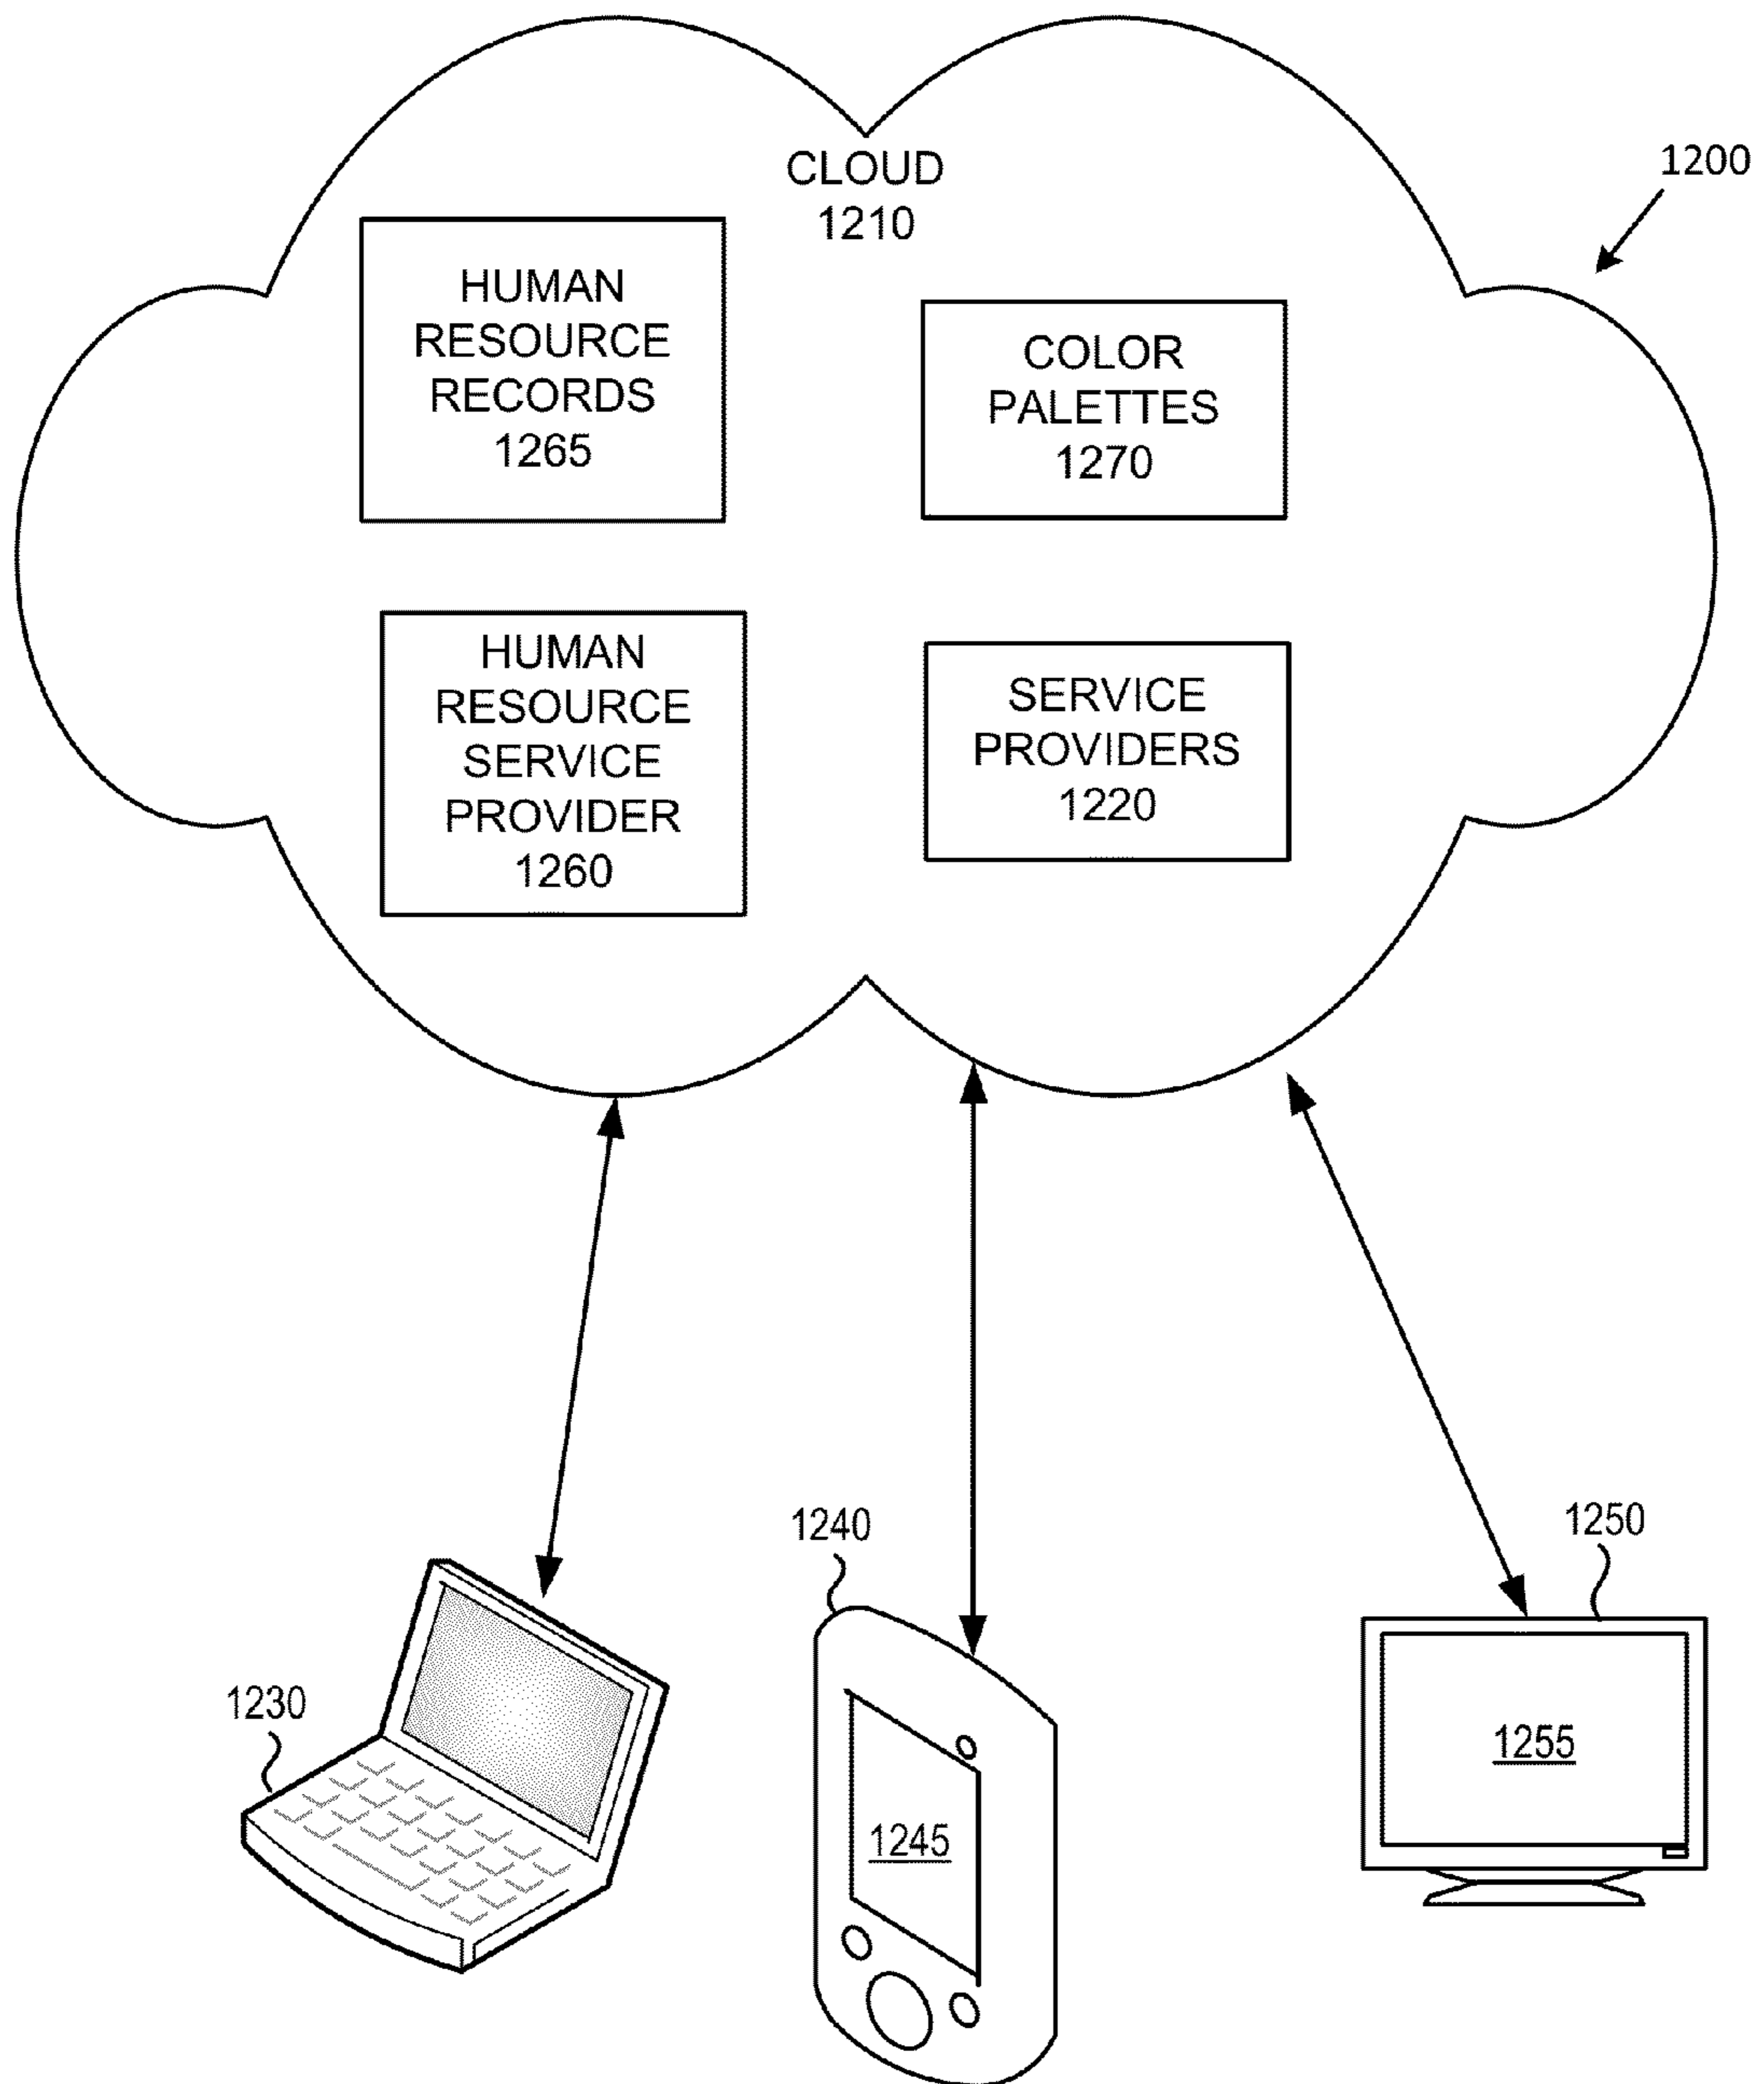 CLOUD
1210
1200
HUMAN
RESOURCE
RECORDS
1265
COLOR
PALETTES
1270
HUMAN
RESOURCE
SERVICE
PROVIDER
1260
SERVICE
PROVIDERS
1220
1230
1240
1245
1250
1255